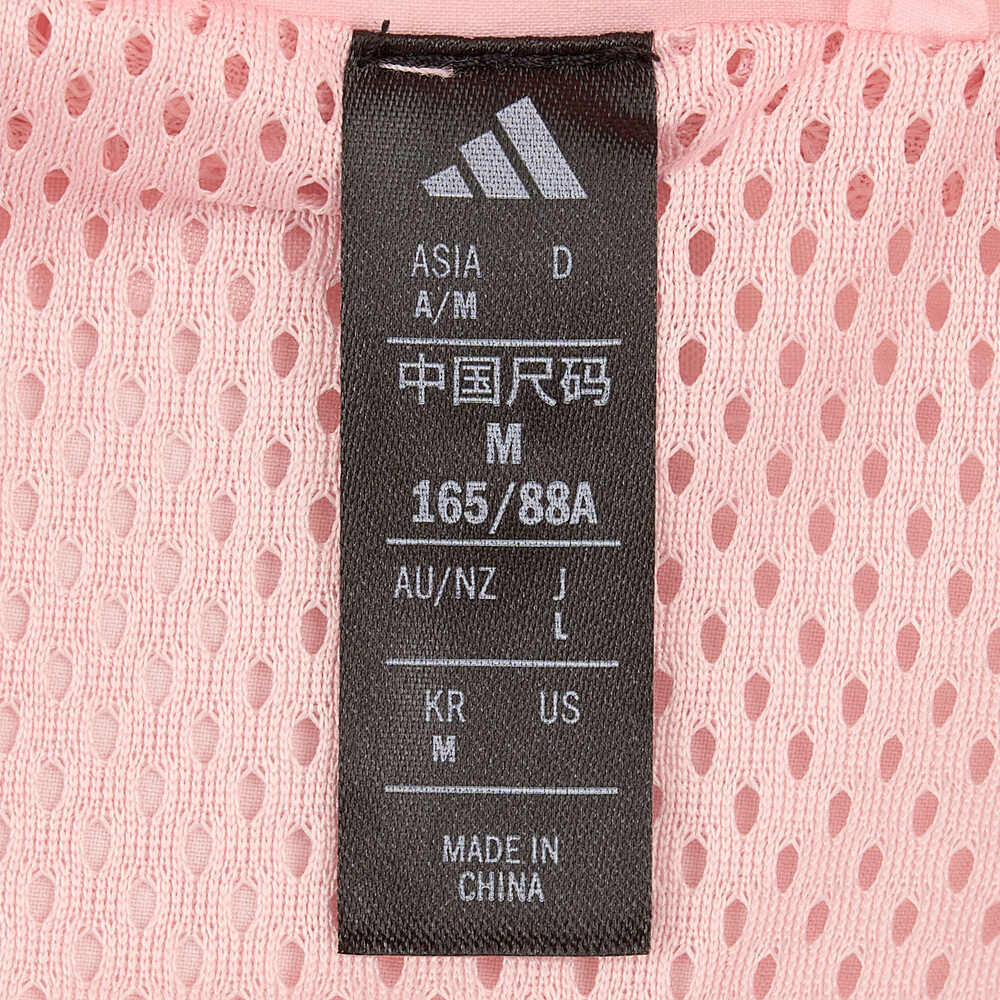 ASIA D
A/M
中国尺码
M
165/88A
AU/NZ J
L
KR US
M
MADE IN
CHINA